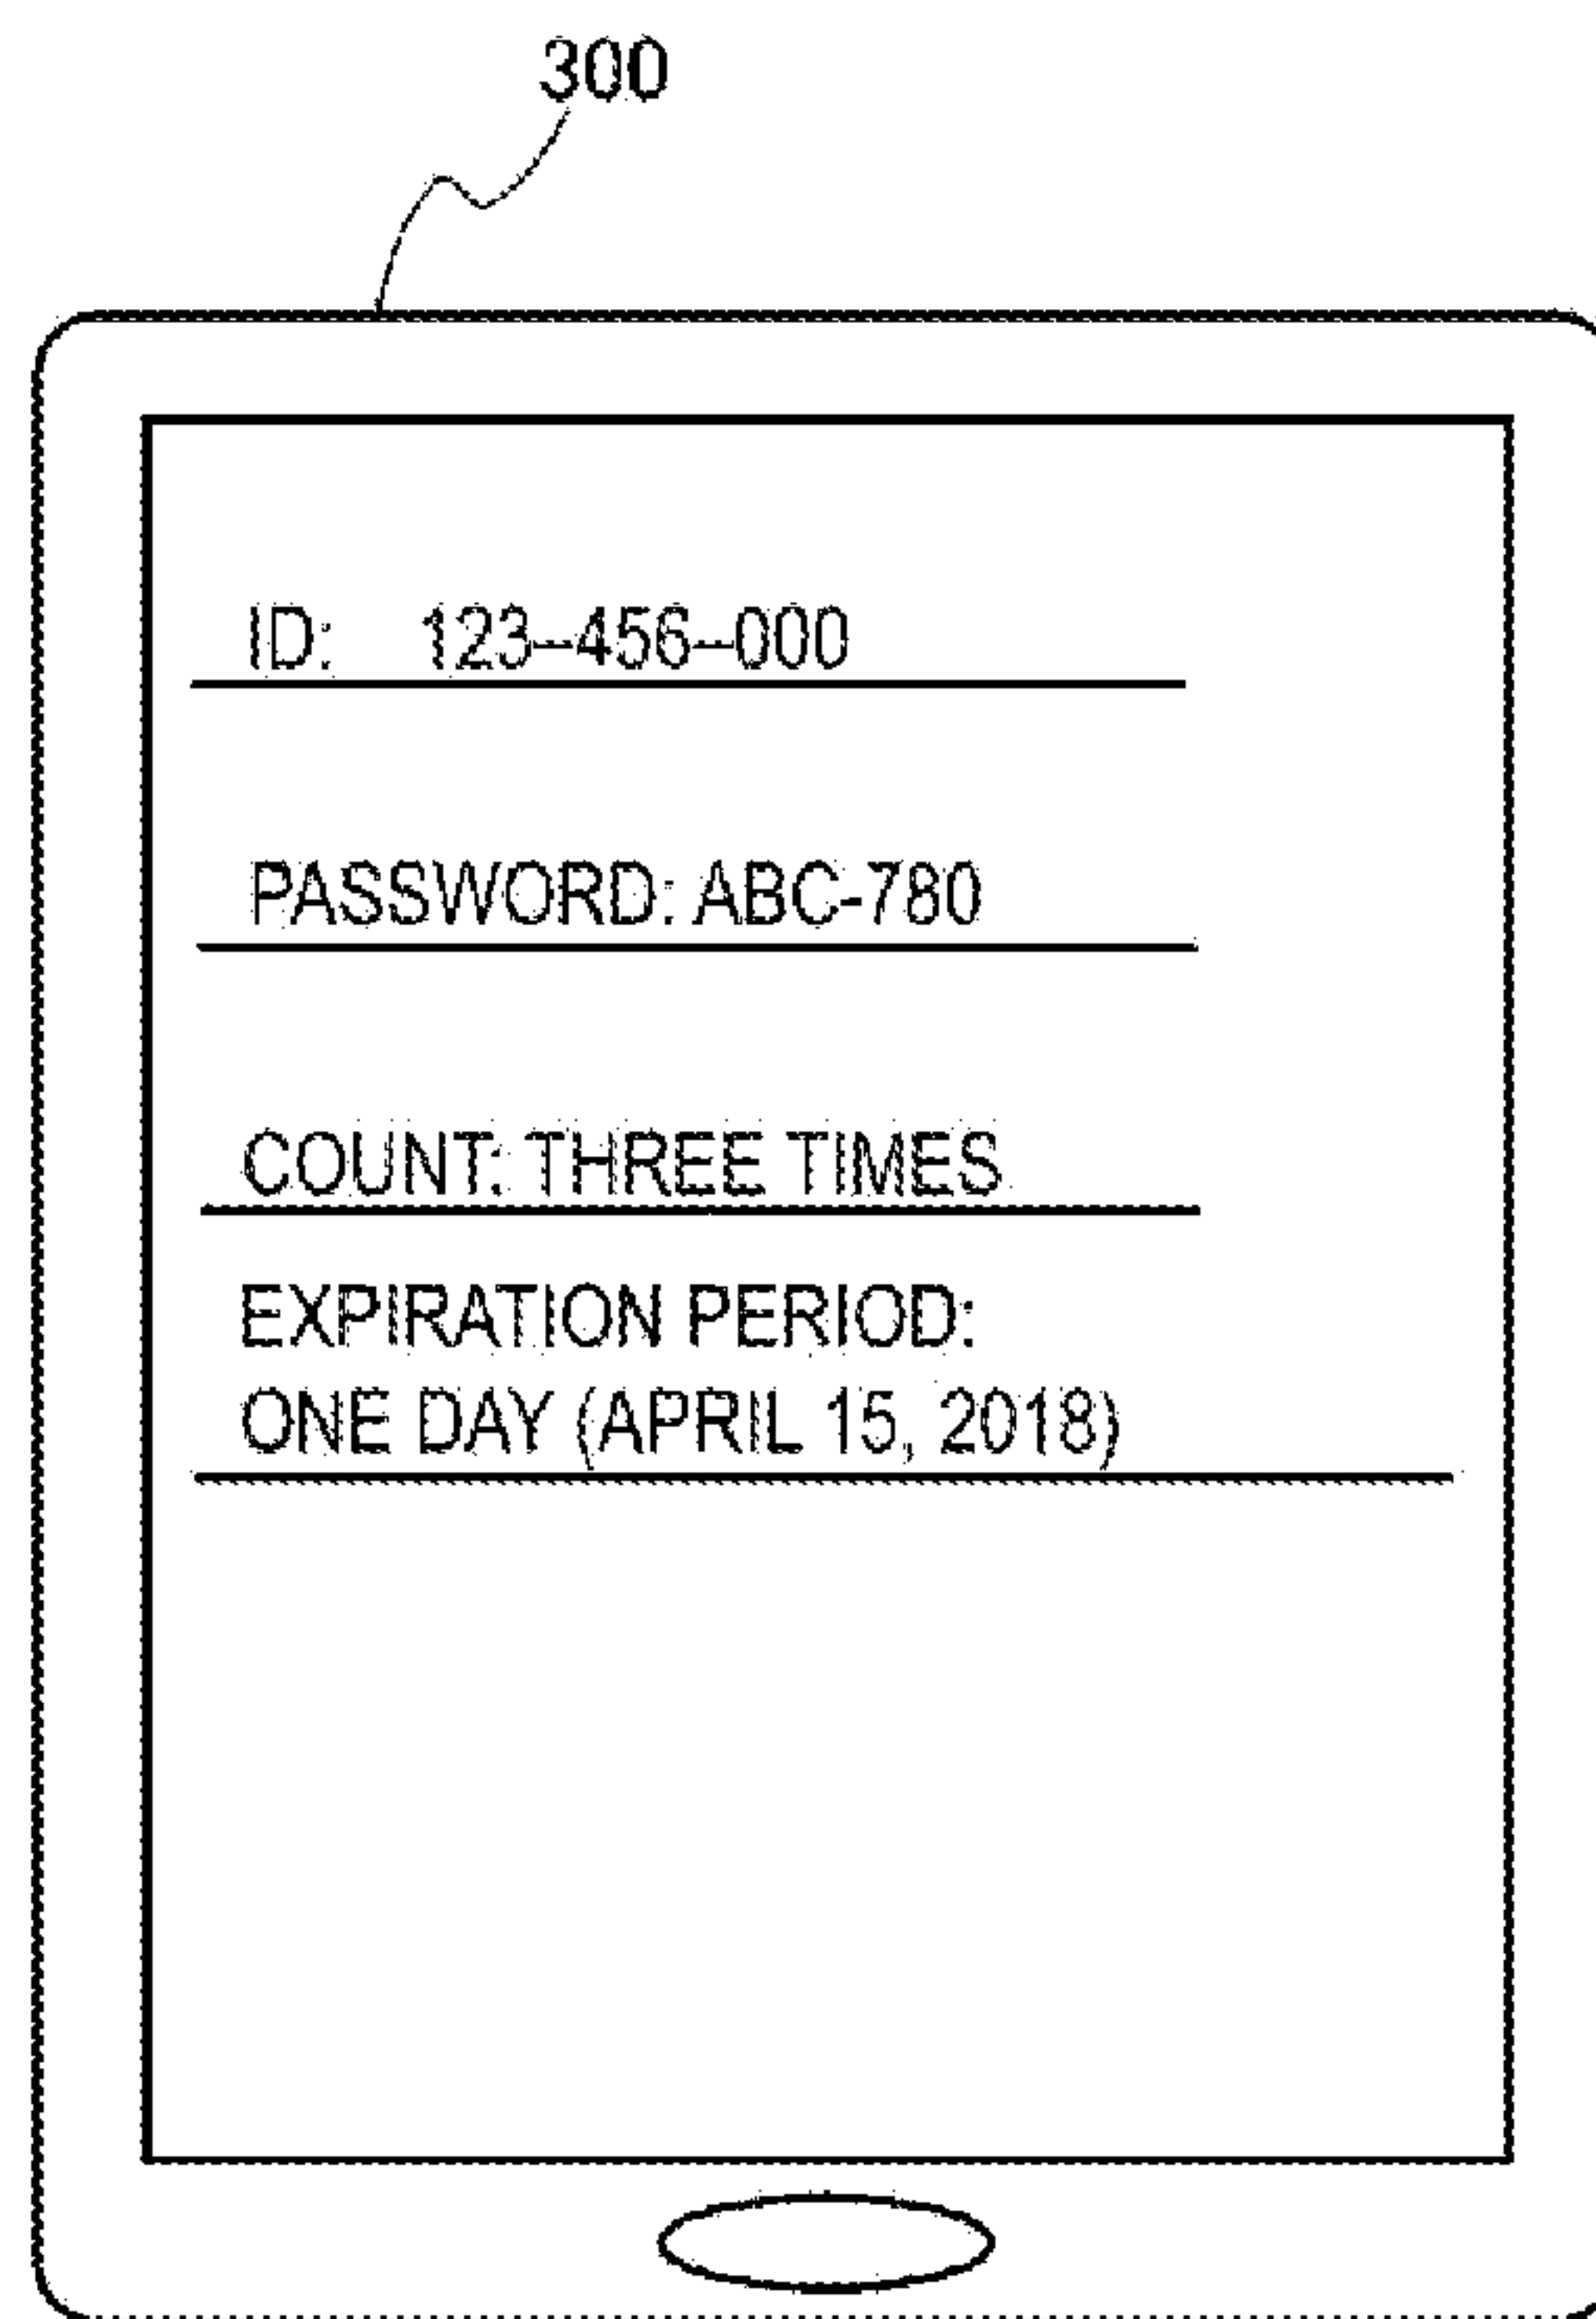 300
ID: 123–456–000
PASSWORD: ABC-780
COUNT: THREE TIMES
EXPIRATION PERIOD:
ONE DAY (APRIL 15, 2018)